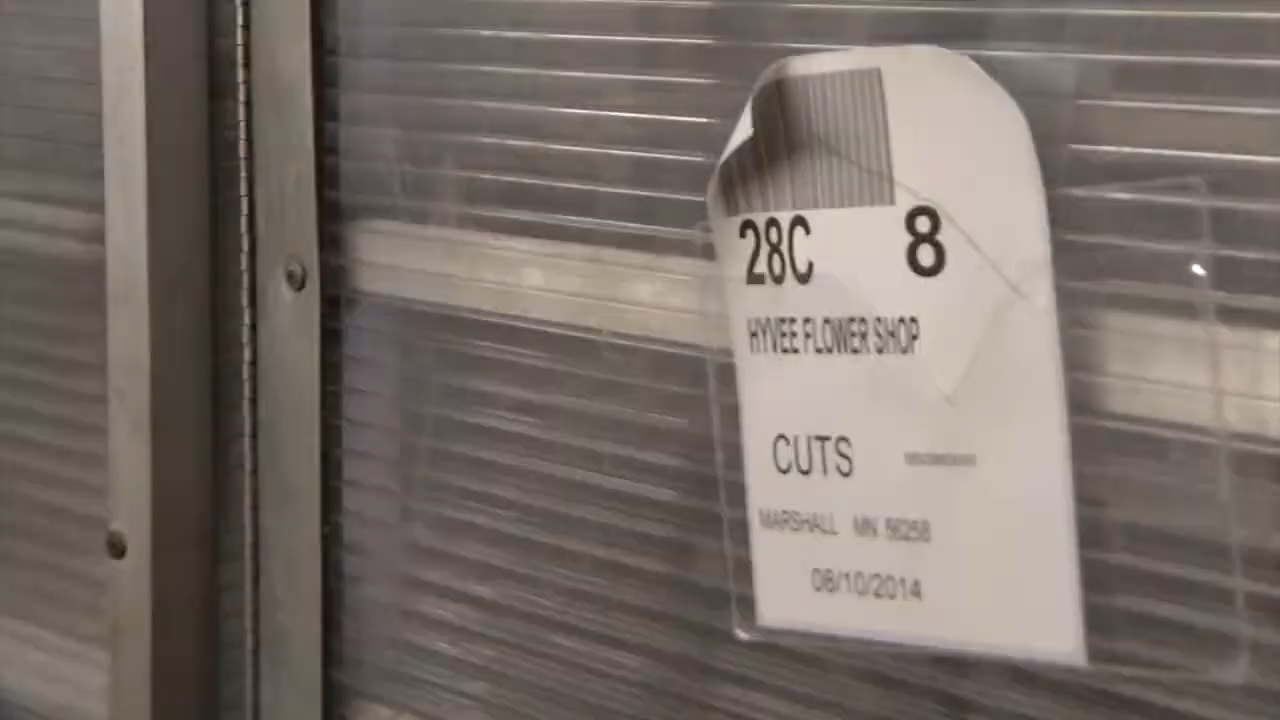 28C 8
HYVEE FLOWER SHOP
CUTS
MARSHALL MN 56258
08/10/2014